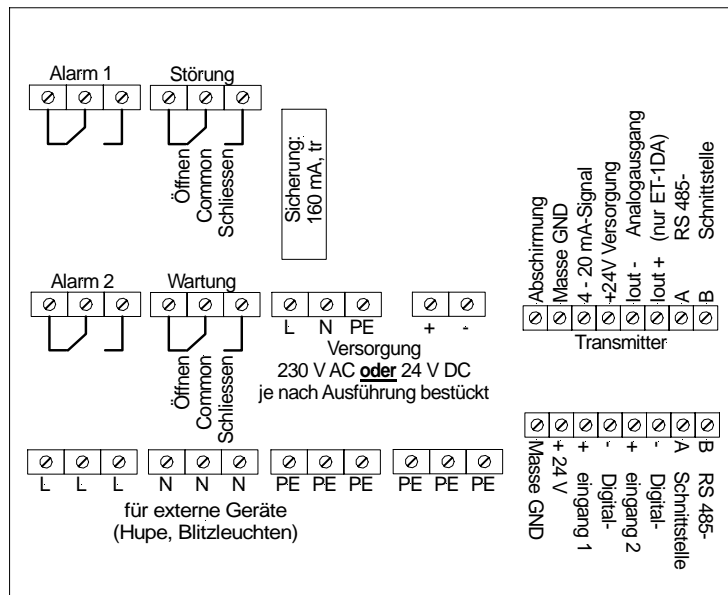 Alarm 1
Störung
Öffnen
Common
Schliessen
Sicherung:
160 mA, tr
Alarm 2
Wartung
Öffnen
Common
Schliessen
L N PE + -
Versorgung
230 V AC oder 24 V DC
je nach Ausführung bestückt
Abschirmung
Masse GND
4 - 20 mA-Signal
+24V Versorgung
Iout - Analogausgang
Iout + (nur ET-1DA)
A RS 485-
B Schnittstelle
Transmitter
L L L N N N PE PE PE PE PE PE
für externe Geräte
(Hupe, Blitzleuchten)
Masse GND
+ 24 V
+ eingang 1
- Digital-
+ eingang 2
- Digital-
A Schnittstelle
B RS 485-